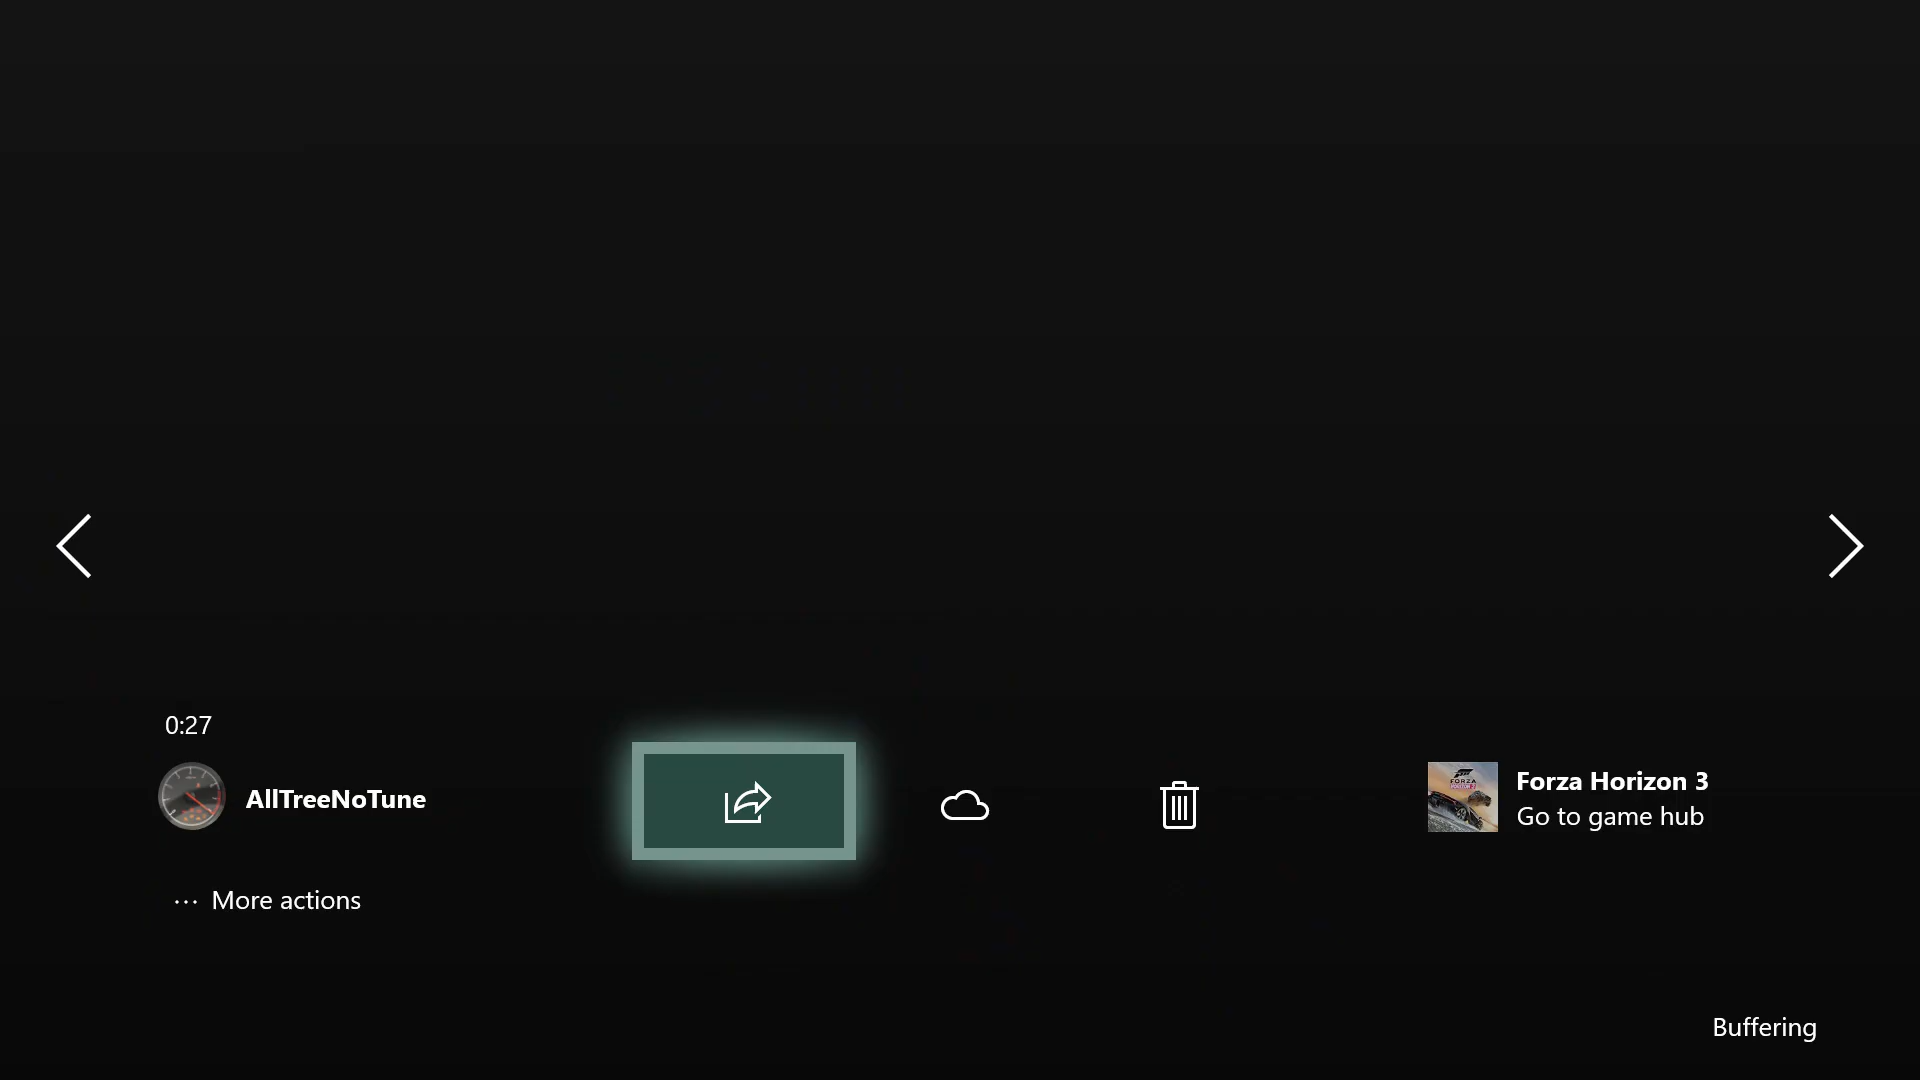 0:27
AllTreeNoTune
Forza Horizon 3
Go to game hub
··· More actions
Buffering